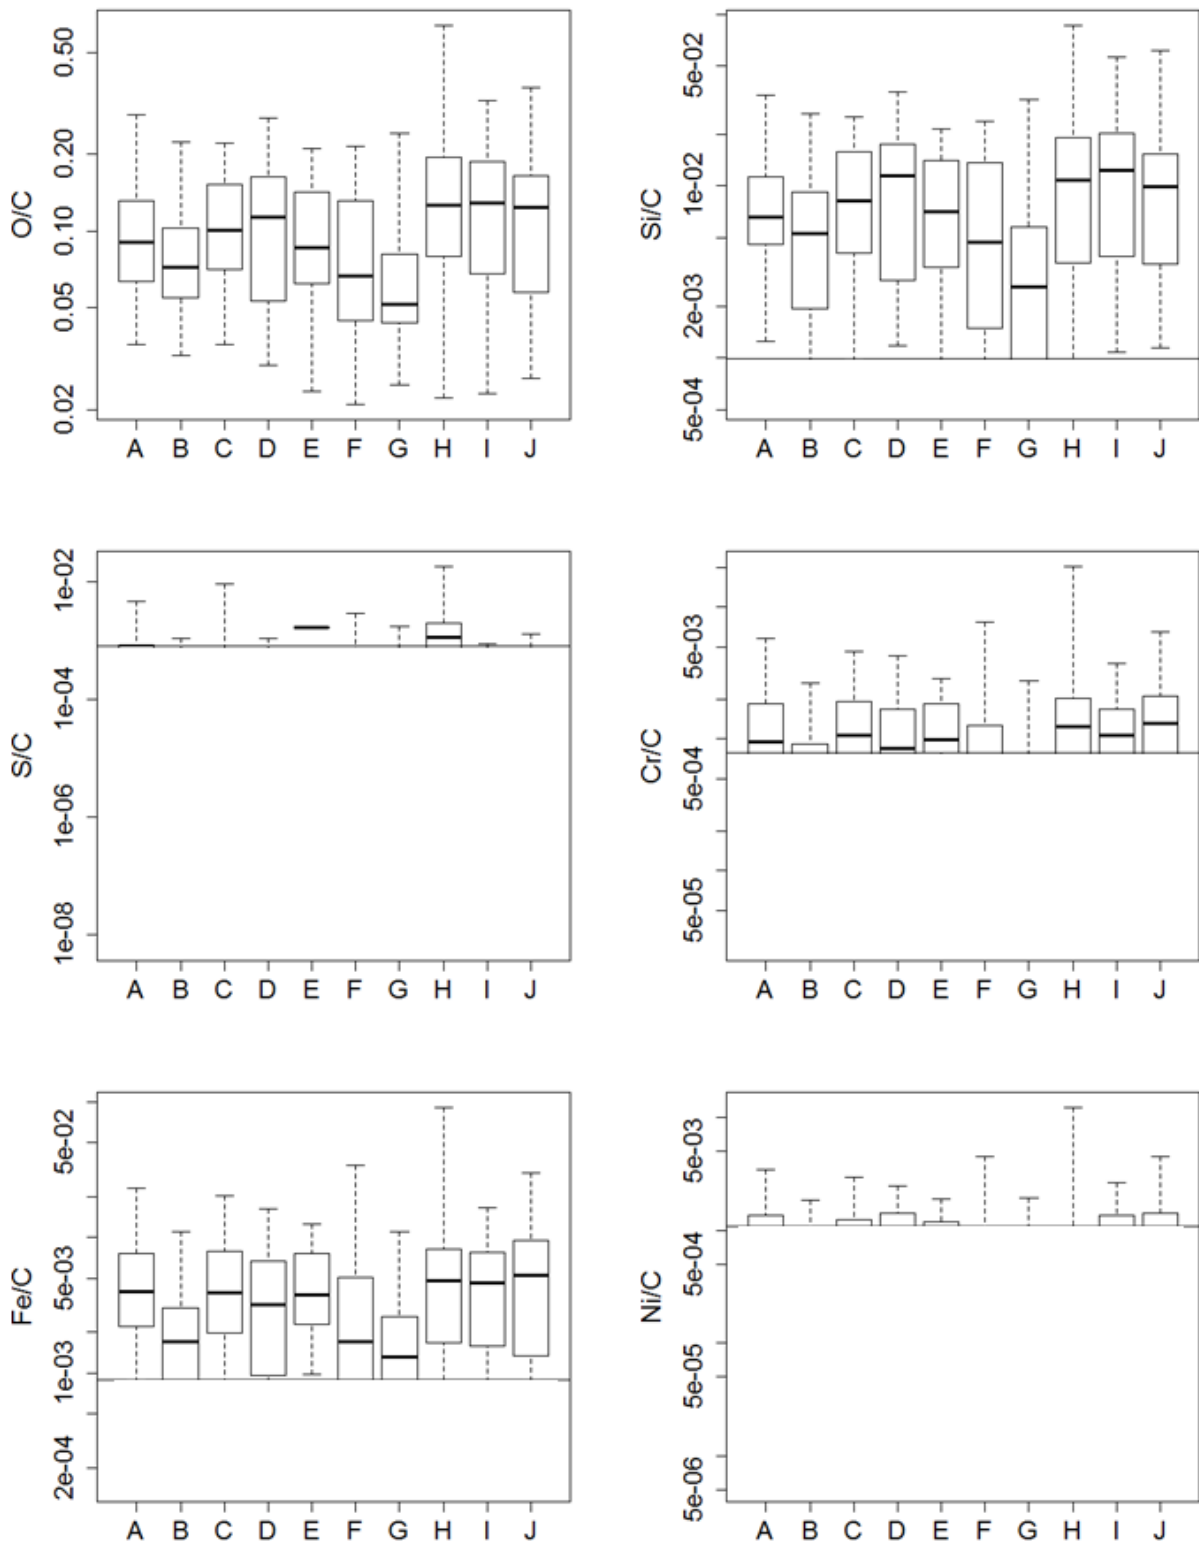 O/C
0.50
0.20
0.10
0.05
0.02
A B C D E F G H I J
Si/C
5e-02
1e-02
2e-03
5e-04
A B C D E F G H I J
S/C
1e-02
1e-04
1e-06
1e-08
A B C D E F G H I J
Cr/C
5e-03
5e-04
5e-05
A B C D E F G H I J
Fe/C
5e-02
5e-03
1e-03
2e-04
A B C D E F G H I J
Ni/C
5e-03
5e-04
5e-05
5e-06
A B C D E F G H I J